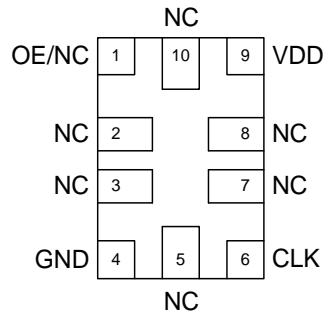 NC
OE/NC 1 10 9 VDD
NC 2 8 NC
NC 3 7 NC
GND 4 5 6 CLK
NC